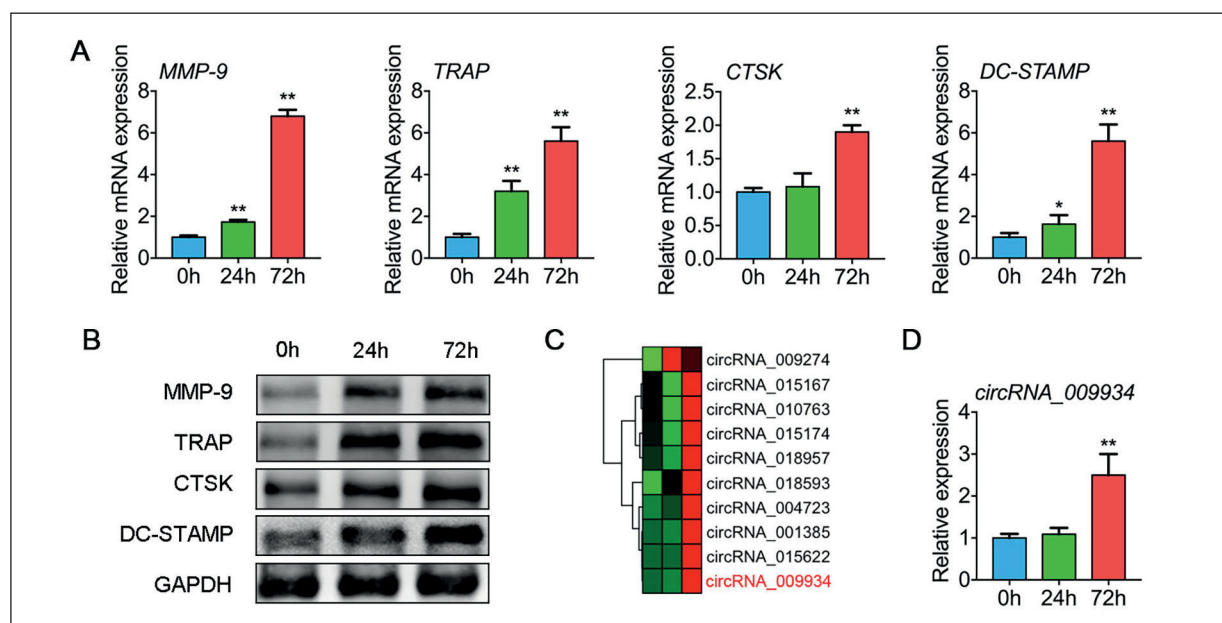 A
MMP-9
TRAP
CTSK
DC-STAMP
Relative mRNA expression
8
6
4
2
0
**
**
0h 24h 72h
Relative mRNA expression
8
6
4
2
0
**
**
0h 24h 72h
Relative mRNA expression
2.5
2.0
1.5
1.0
0.5
0.0
**
0h 24h 72h
Relative mRNA expression
8
6
4
2
0
*
**
0h 24h 72h
B
0h 24h 72h
MMP-9
TRAP
CTSK
DC-STAMP
GAPDH
C
circRNA_009274
circRNA_015167
circRNA_010763
circRNA_015174
circRNA_018957
circRNA_018593
circRNA_004723
circRNA_001385
circRNA_015622
circRNA_009934
D
circRNA_009934
Relative expression
4
3
2
1
0
**
0h 24h 72h